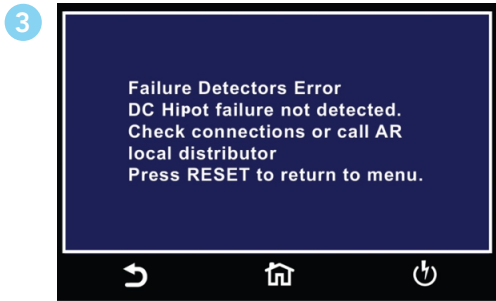 3
Failure Detectors Error
DC Hipot failure not detected.
Check connections or call AR
local distributor
Press RESET to return to menu.